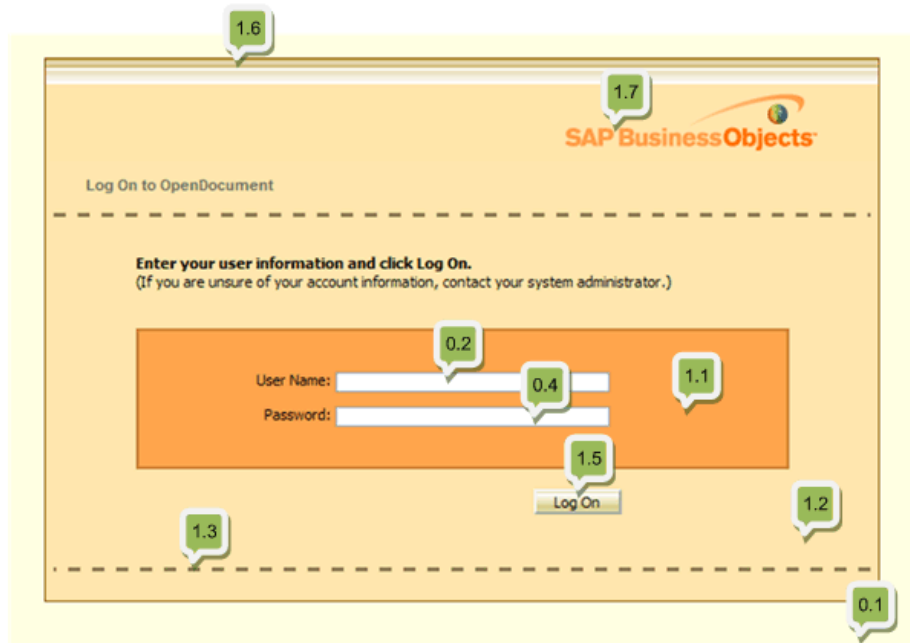 1.6
1.7
SAP BusinessObjects
Log On to OpenDocument
Enter your user information and click Log On.
(If you are unsure of your account information, contact your system administrator.)
0.2
User Name:
0.4
1.1
Password:
1.5
Log On
1.2
1.3
0.1